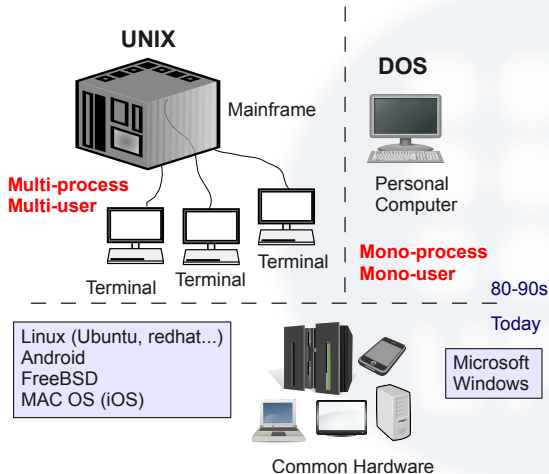 UNIX
DOS
Mainframe
Multi-process
Multi-user
Terminal
Terminal
Terminal
Personal
Computer
Mono-process
Mono-user
80-90s
Today
Linux (Ubuntu, redhat...)
Android
FreeBSD
MAC OS (iOS)
Microsoft
Windows
Common Hardware